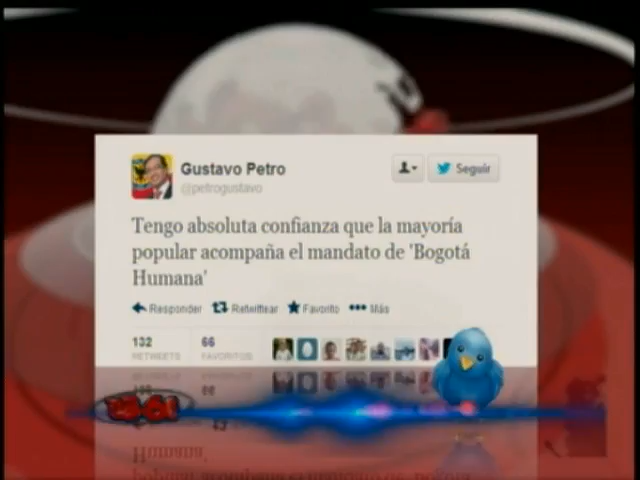 Gustavo Petro
@petrogustavo
Seguir
Tengo absoluta confianza que la mayoría
popular acompaña el mandato de 'Bogotá
Humana'
Responder Retwittear Favorito Más
132 66
RETWEETS FAVORITOS